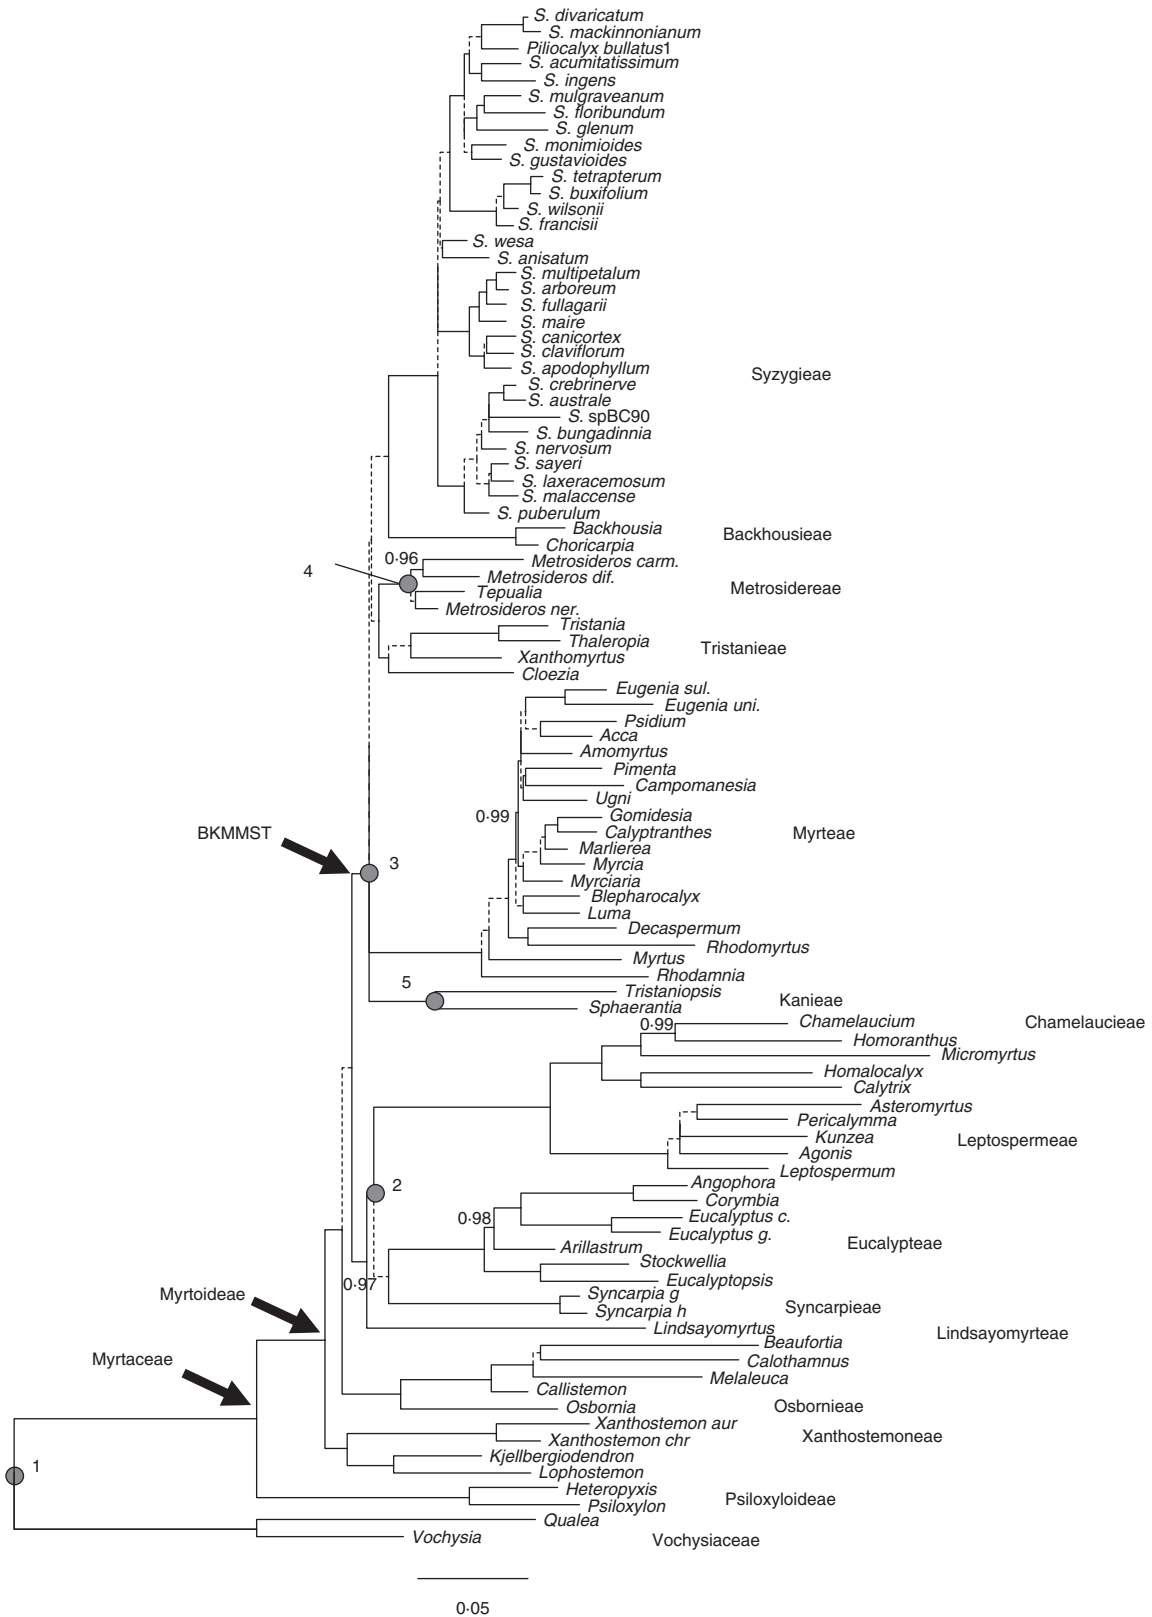 S. divaricatum
S. mackinnonianum
Piliocalyx bullatus1
S. acumitatissimum
S. ingens
S. mulgraveanum
S. floribundum
S. glenum
S. monimioides
S. gustavioides
S. tetrapterum
S. buxifolium
S. wilsonii
S. francisii
S. wesa
S. anisatum
S. multipetalum
S. arboreum
S. fullagarii
S. maire
S. canicortex
S. claviflorum
S. apodophyllum
Syzygieae
S. crebrinerve
S. australe
S. spBC90
S. bungadinnia
S. nervosum
S. sayeri
S. laxeracemosum
S. malaccense
S. puberulum
Backhousia
Backhousieae
Choricarpia
0·96
Metrosideros carm.
4
Metrosideros dif.
Metrosidereae
Tepualia
Metrosideros ner.
Tristania
Thaleropia
Tristanieae
Xanthomyrtus
Cloezia
Eugenia sul.
Eugenia uni.
Psidium
Acca
Amomyrtus
Pimenta
Campomanesia
Ugni
0·99
Gomidesia
Calyptranthes
Myrteae
BKMMST
Marlierea
3
Myrcia
Myrciaria
Blepharocalyx
Luma
Decaspermum
Rhodomyrtus
Myrtus
Rhodamnia
5
Tristaniopsis
Kanieae
Sphaerantia
0·99
Chamelaucium
Chamelaucieae
Homoranthus
Micromyrtus
Homalocalyx
Calytrix
Asteromyrtus
Pericalymma
Kunzea
Leptospermeae
Agonis
Leptospermum
2
Angophora
Corymbia
0·98
Eucalyptus c.
Eucalyptus g.
Eucalypteae
Arillastrum
Stockwellia
Eucalyptopsis
0·97
Myrtoideae
Syncarpia g
Syncarpia h
Syncarpieae
Lindsayomyrtus
Lindsayomyrteae
Beaufortia
Myrtaceae
Calothamnus
Melaleuca
Callistemon
Osbornia
Osbornieae
Xanthostemon aur
Xanthostemon chr
Xanthostemoneae
Kjellbergiodendron
1
Lophostemon
Heteropyxis
Psiloxyloideae
Psiloxylon
Qualea
Vochysia
Vochysiaceae
0·05